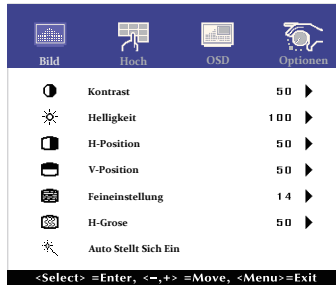 Bild Hoch OSD Optionen
Kontrast 50
Helligkeit 100
H-Position 50
V-Position 50
Feineinstellung 14
H-Grose 50
Auto Stellt Sich Ein
<Select> =Enter, <−,+> =Move, <Menu>=Exit